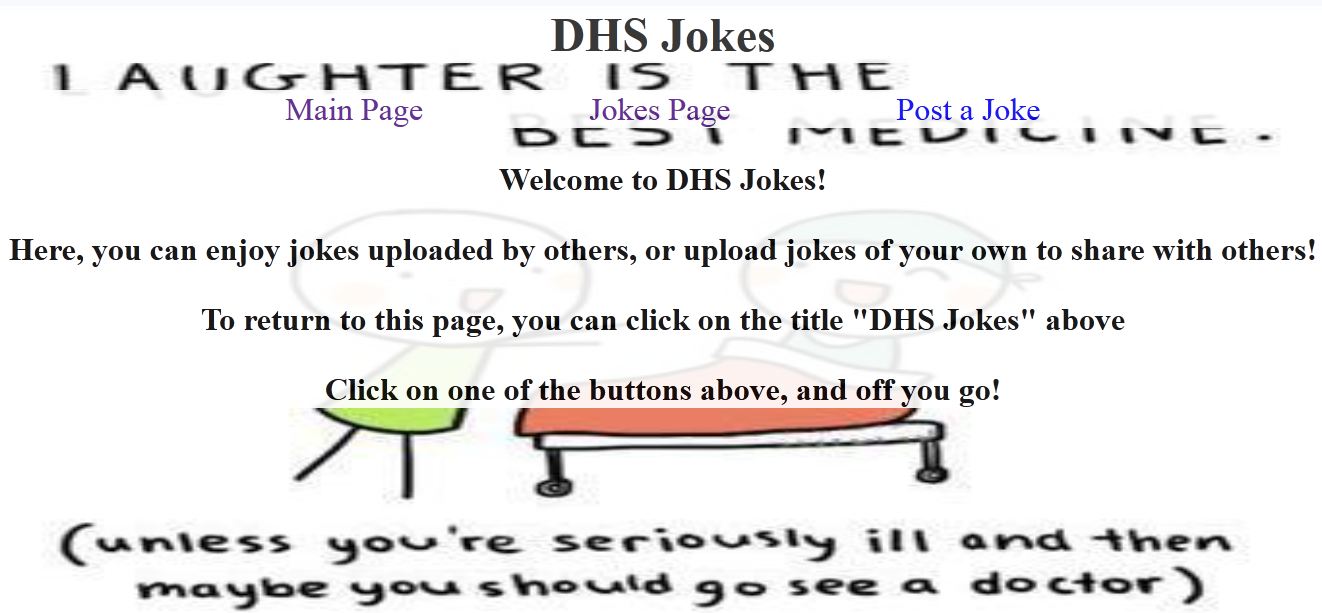 DHS Jokes
LAUGHTER IS THE
Main Page Jokes Page Post a Joke
BEST MEDICINE.
Welcome to DHS Jokes!
Here, you can enjoy jokes uploaded by others, or upload jokes of your own to share with others!
To return to this page, you can click on the title "DHS Jokes" above
Click on one of the buttons above, and off you go!
(unless you're seriously ill and then
maybe you should go see a doctor)